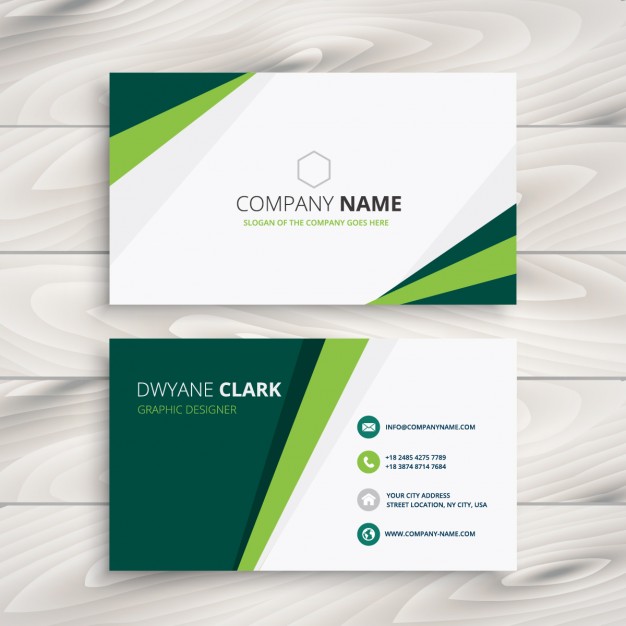 COMPANY NAME
SLOGAN OF THE COMPANY GOES HERE
DWYANE CLARK
GRAPHIC DESIGNER
INFO@COMPANYNAME.COM
+18 2485 4275 7789
+18 3874 8714 7684
YOUR CITY ADDRESS
STREET LOCATION, NY CITY, USA
WWW.COMPANY-NAME.COM